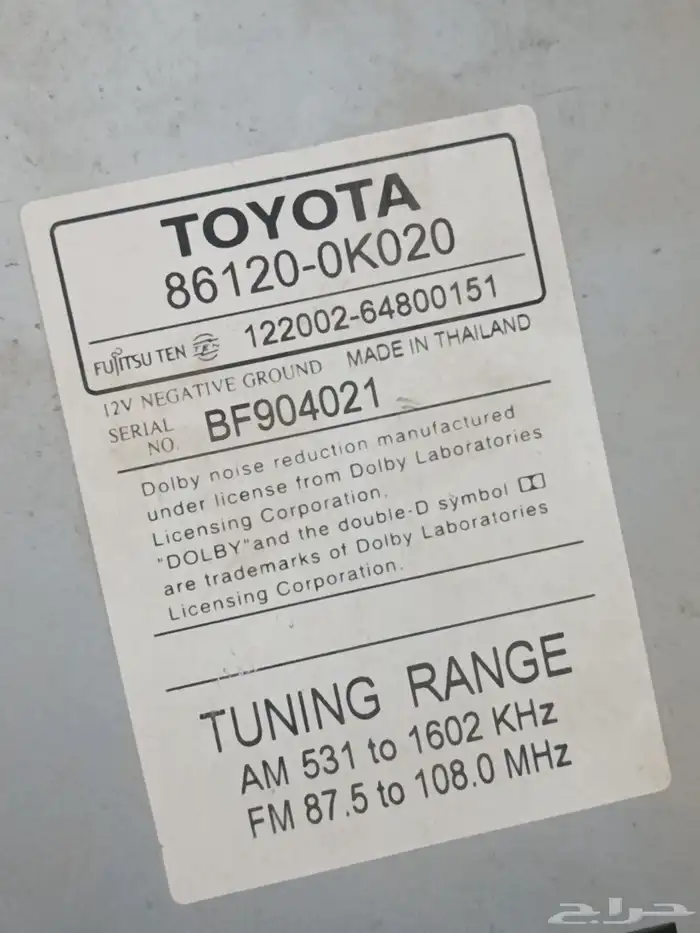 TOYOTA
86120-0K020
FUJITSU TEN TEN 122002-64800151
12V NEGATIVE GROUND MADE IN THAILAND
SERIAL NO. BF904021
Dolby noise reduction manufactured
under license from Dolby Laboratories
Licensing Corporation.
"DOLBY"and the double-D symbol
are trademarks of Dolby Laboratories
Licensing Corporation.
TUNING RANGE
AM 531 to 1602 KHz
FM 87.5 to 108.0 MHz
حراج